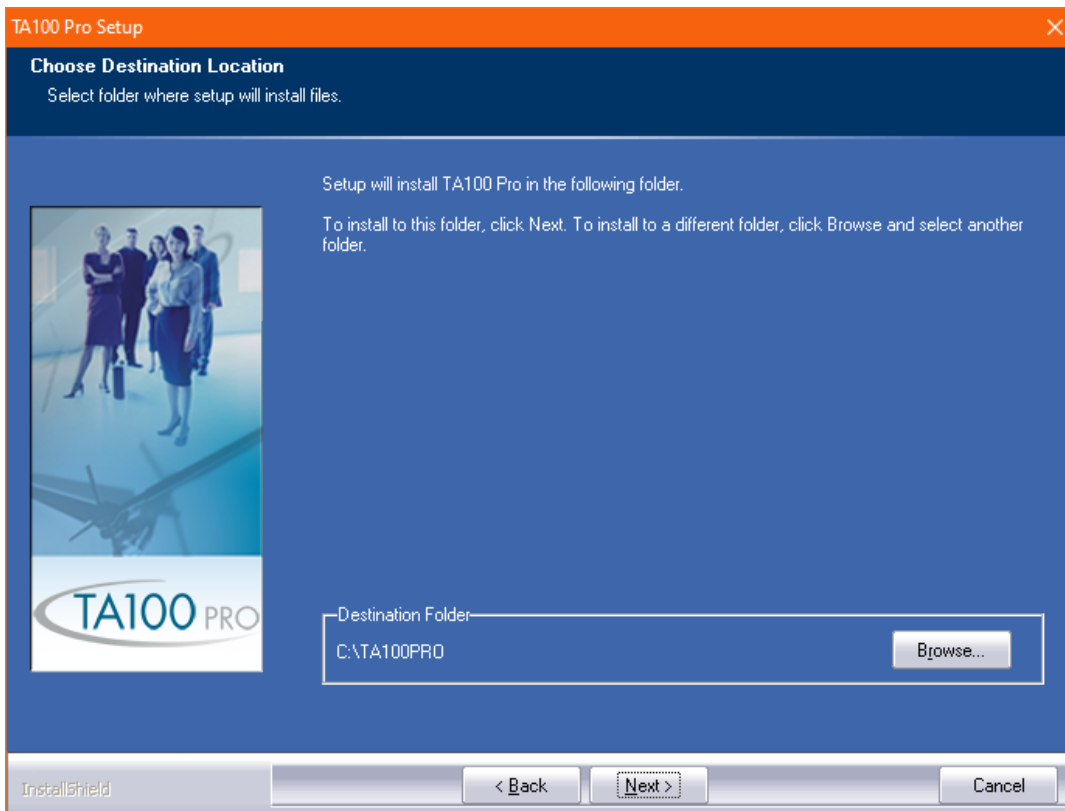 TA100 Pro Setup
Choose Destination Location
Select folder where setup will install files.
Setup will install TA100 Pro in the following folder.
To install to this folder, click Next. To install to a different folder, click Browse and select another
folder.
TA100 PRO
Destination Folder
C:\TA100PRO
Browse...
InstallShield
< Back
Next >
Cancel